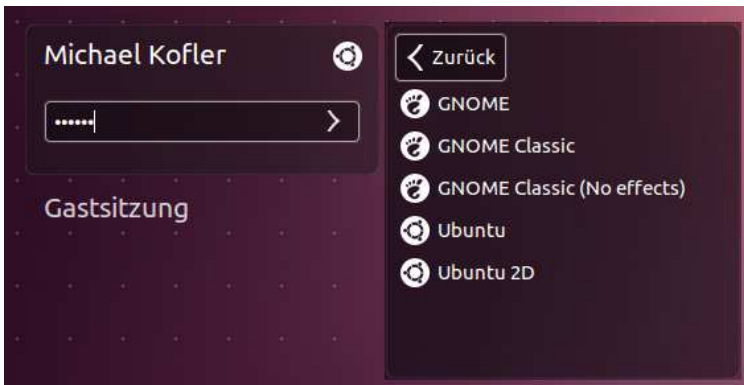 Michael Kofler
••••••
Gastsitzung
Zurück
GNOME
GNOME Classic
GNOME Classic (No effects)
Ubuntu
Ubuntu 2D